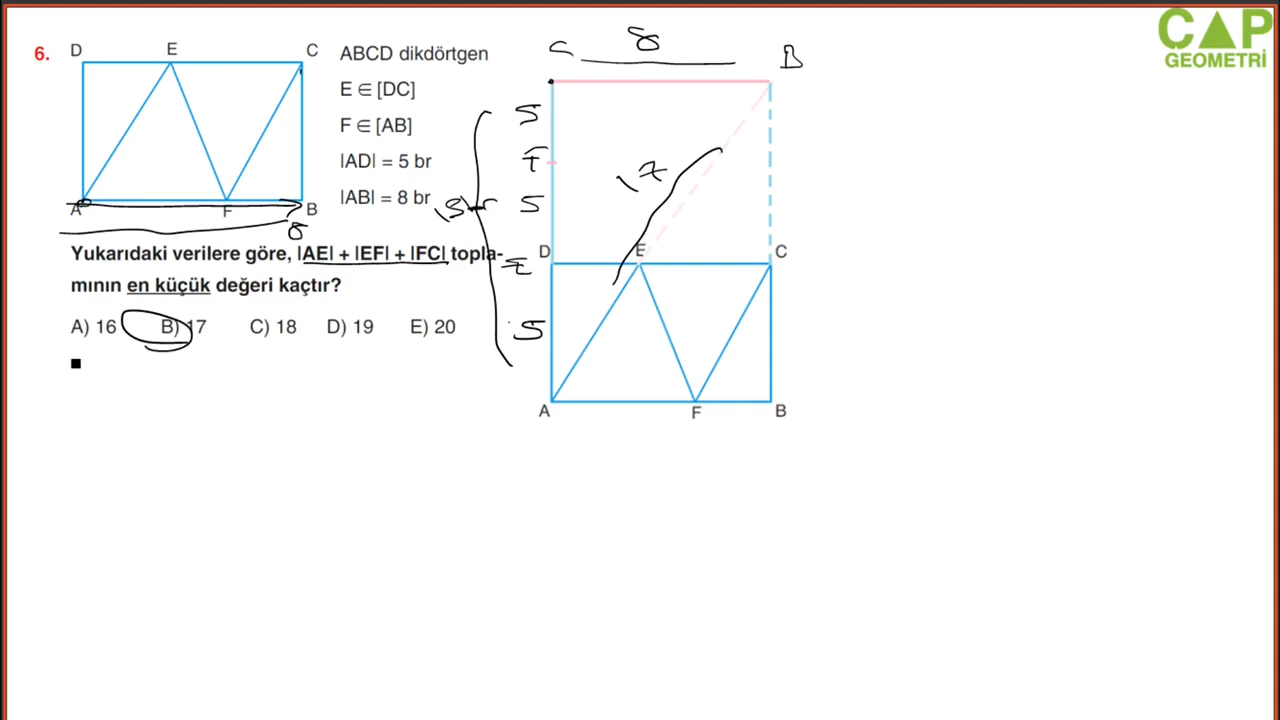 CAP
GEOMETRİ
6.
D E C
A F B
8
ABCD dikdörtgen
E ∈ [DC]
F ∈ [AB]
|AD| = 5 br
|AB| = 8 br
Yukarıdaki verilere göre, |AE| + |EF| + |FC| topla-
mının en küçük değeri kaçtır?
A) 16 B) 17 C) 18 D) 19 E) 20
C 8 B
5
F
5
15
17
D E C
5
A F B